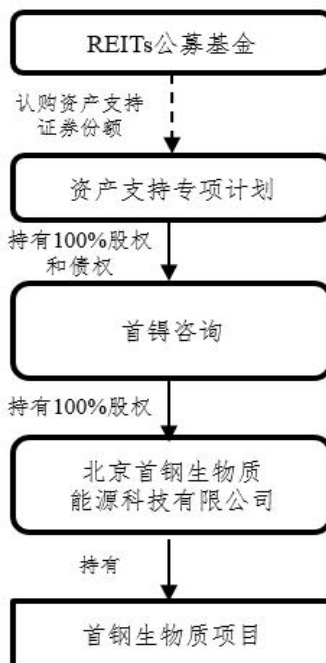 REITs公募基金
认购资产支持
证券份额
资产支持专项计划
持有100%股权
和债权
首锝咨询
持有100%股权
北京首钢生物质
能源科技有限公司
持有
首钢生物质项目